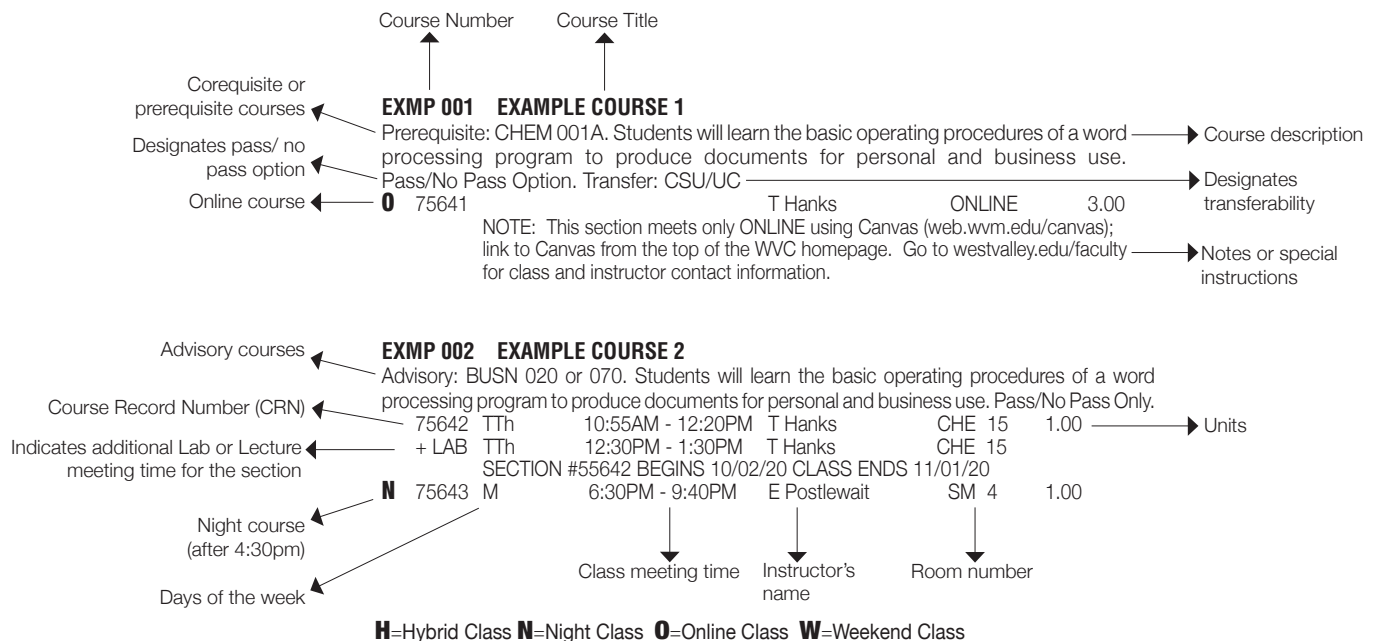 Course Number Course Title
Corequisite or
prerequisite courses
EXMP 001 EXAMPLE COURSE 1
Prerequisite: CHEM 001A. Students will learn the basic operating procedures of a word
Course description
Designates pass/ no
pass option
processing program to produce documents for personal and business use.
Pass/No Pass Option. Transfer: CSU/UC
Designates
transferability
Online course
O 75641 T Hanks ONLINE 3.00
NOTE: This section meets only ONLINE using Canvas (web.wvm.edu/canvas);
link to Canvas from the top of the WVC homepage. Go to westvalley.edu/faculty
for class and instructor contact information.
Notes or special
instructions
Advisory courses
EXMP 002 EXAMPLE COURSE 2
Advisory: BUSN 020 or 070. Students will learn the basic operating procedures of a word
processing program to produce documents for personal and business use. Pass/No Pass Only.
Course Record Number (CRN)
75642 TTh 10:55AM - 12:20PM T Hanks CHE 15 1.00
Units
Indicates additional Lab or Lecture
meeting time for the section
+ LAB TTh 12:30PM - 1:30PM T Hanks CHE 15
SECTION #55642 BEGINS 10/02/20 CLASS ENDS 11/01/20
N 75643 M 6:30PM - 9:40PM E Postlewait SM 4 1.00
Night course
(after 4:30pm)
Days of the week
Class meeting time
Instructor's
name
Room number
H=Hybrid Class N=Night Class O=Online Class W=Weekend Class